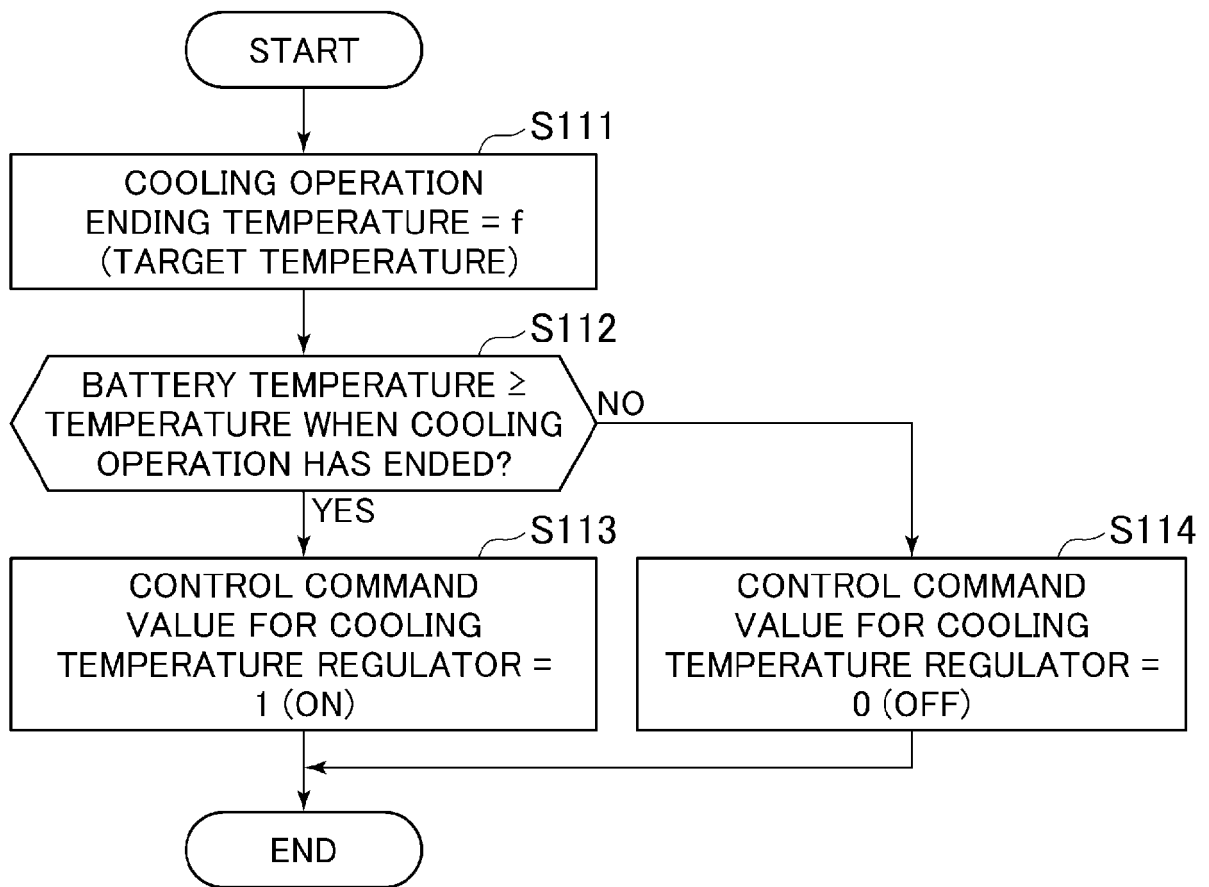 START
S111
COOLING OPERATION
ENDING TEMPERATURE = f
(TARGET TEMPERATURE)
S112
BATTERY TEMPERATURE ≧
TEMPERATURE WHEN COOLING
OPERATION HAS ENDED?
NO
YES
S113
CONTROL COMMAND
VALUE FOR COOLING
TEMPERATURE REGULATOR =
1 (ON)
S114
CONTROL COMMAND
VALUE FOR COOLING
TEMPERATURE REGULATOR =
0 (OFF)
END